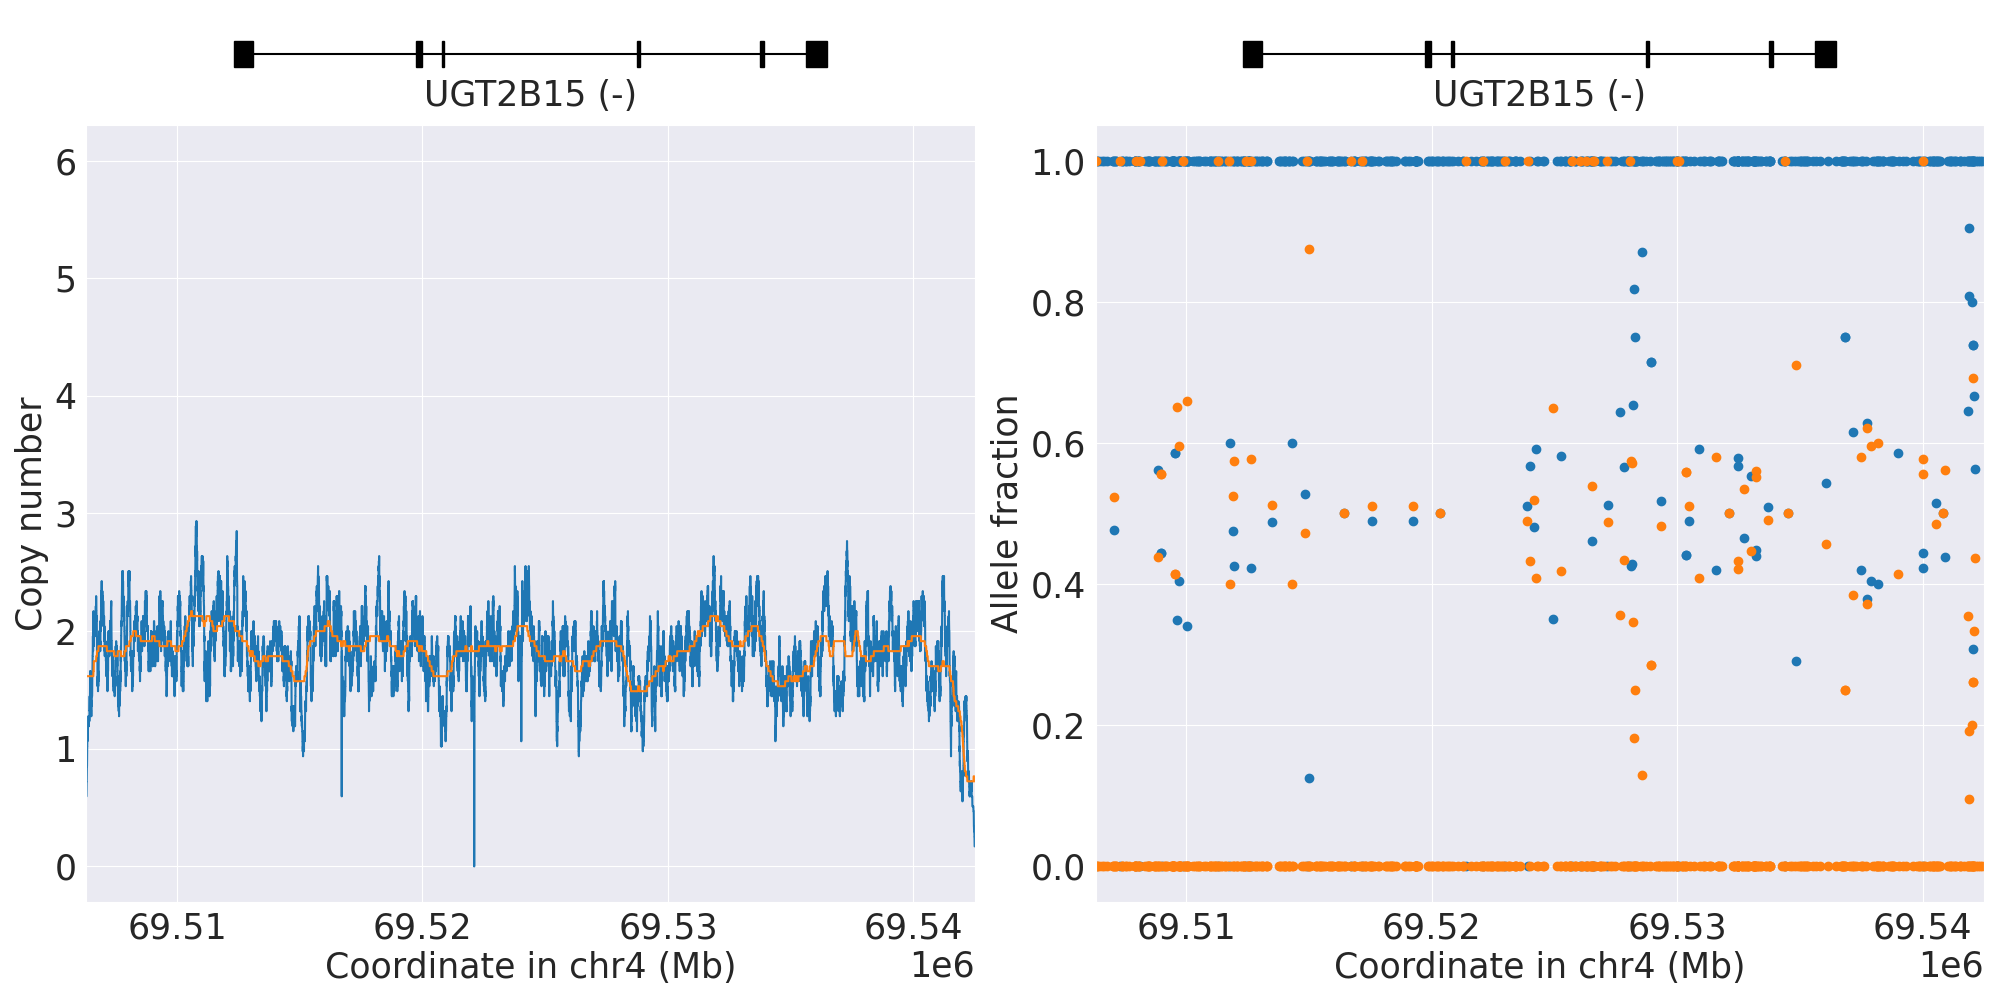 UGT2B15 (-)
Copy number
6
5
4
3
2
1
0
69.51 69.52 69.53 69.54
Coordinate in chr4 (Mb)
1e6
UGT2B15 (-)
Allele fraction
1.0
0.8
0.6
0.4
0.2
0.0
69.51 69.52 69.53 69.54
Coordinate in chr4 (Mb)
1e6